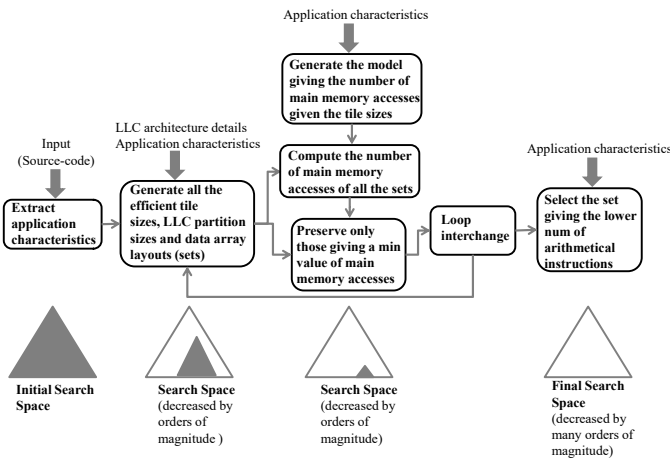 Application characteristics
Generate the model
giving the number of
main memory accesses
given the tile sizes
LLC architecture details
Application characteristics
Input
(Source-code)
Application characteristics
Extract
application
characteristics
Generate all the
efficient tile
sizes, LLC partition
sizes and data array
layouts (sets)
Compute the number
of main memory
accesses of all the sets
Preserve only
those giving a min
value of main
memory accesses
Loop
interchange
Select the set
giving the lower
num of
arithmetical
instructions
Initial Search
Space
Search Space
(decreased by
orders of
magnitude )
Search Space
(decreased by
orders of
magnitude)
Final Search
Space
(decreased by
many orders of
magnitude)